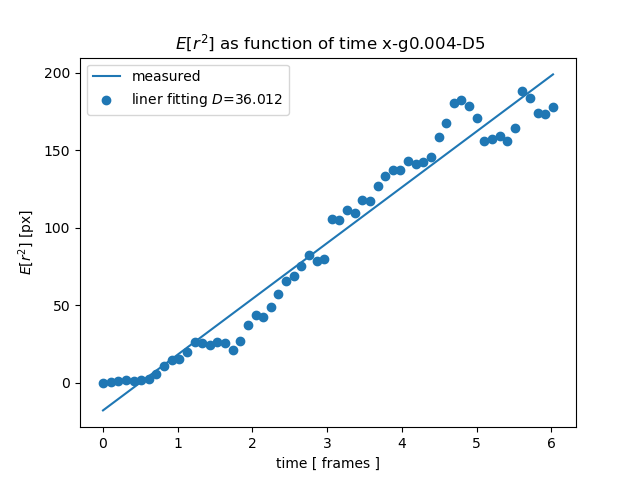 E[r²] as function of time x-g0.004-D5
measured
liner fitting D=36.012
200
150
100
50
0
E[r²] [px]
0 1 2 3 4 5 6
time [ frames ]